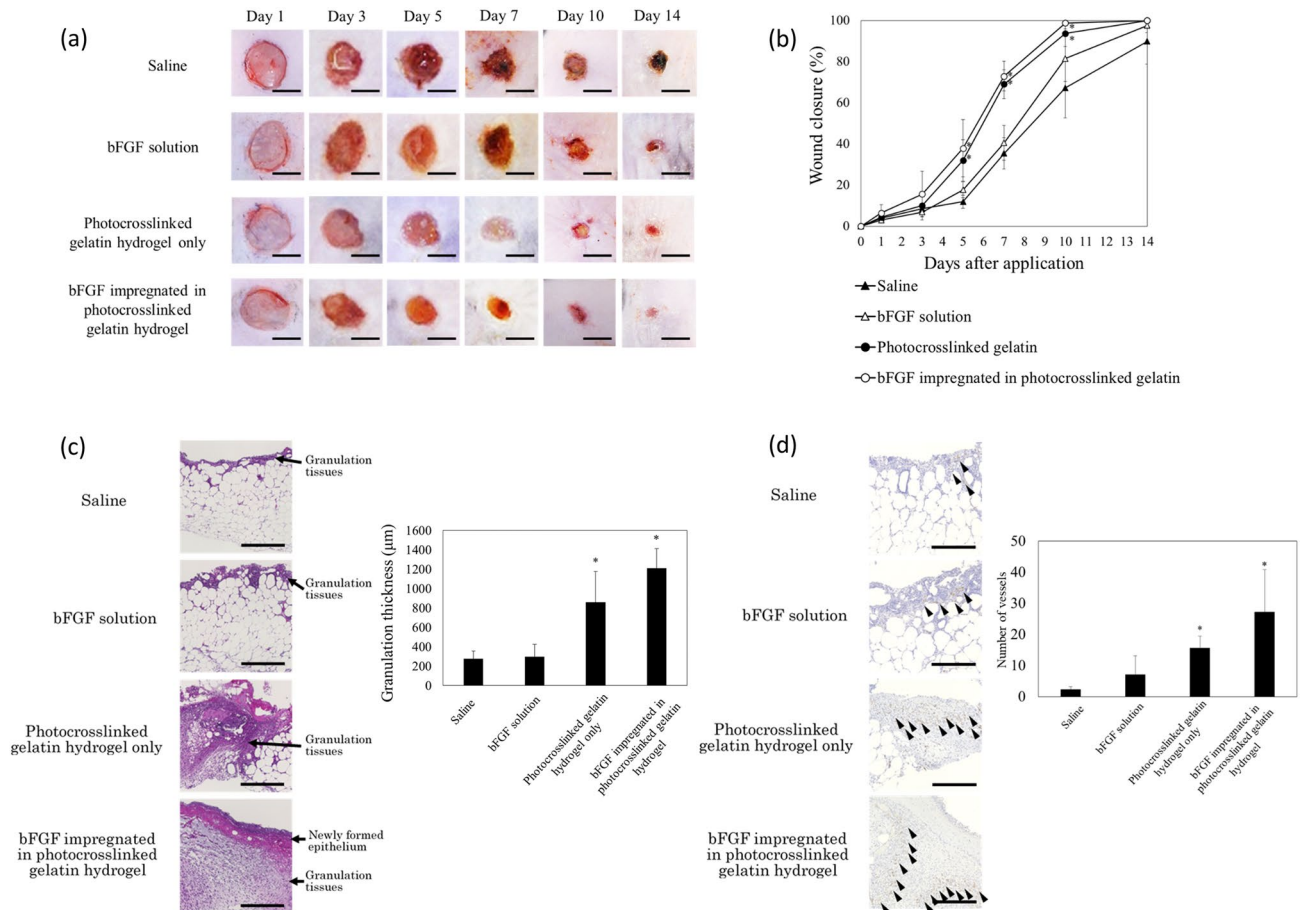 (a)
Day 1 Day 3 Day 5 Day 7 Day 10 Day 14
Saline
bFGF solution
Photocrosslinked
gelatin hydrogel only
bFGF impregnated in
photocrosslinked
gelatin hydrogel
(b)
Wound closure (%)
100
80
60
40
20
0
* * * * * *
0 1 2 3 4 5 6 7 8 9 10 11 12 13 14
Days after application
Saline
bFGF solution
Photocrosslinked gelatin
bFGF impregnated in photocrosslinked gelatin
(c)
Saline
Granulation
tissues
bFGF solution
Granulation
tissues
Photocrosslinked
gelatin hydrogel only
Granulation
tissues
bFGF impregnated
in photocrosslinked
gelatin hydrogel
Newly formed
epithelium
Granulation
tissues
Granulation thickness (μm)
1600
1400
1200
1000
800
600
400
200
0
* *
Saline
bFGF solution
Photocrosslinked gelatin
hydrogel only
bFGF impregnated in
photocrosslinked gelatin
hydrogel
(d)
Saline
bFGF solution
Photocrosslinked
gelatin hydrogel only
bFGF impregnated
in photocrosslinked
gelatin hydrogel
Number of vessels
50
40
30
20
10
0
* *
Saline
bFGF solution
Photocrosslinked gelatin
hydrogel only
bFGF impregnated in
photocrosslinked gelatin
hydrogel